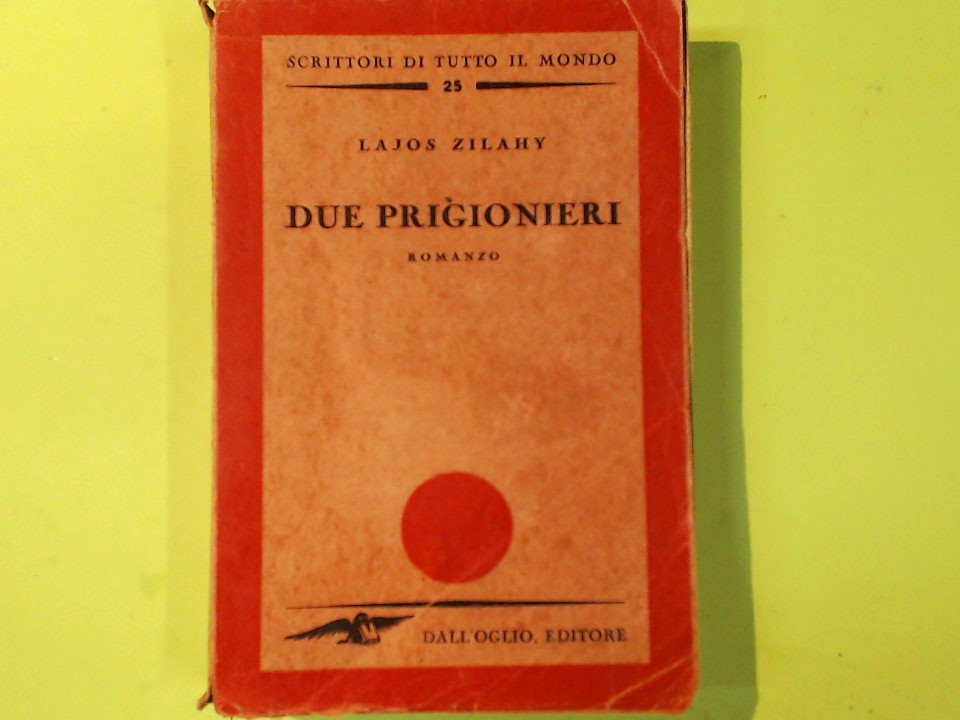 SCRITTORI DI TUTTO IL MONDO
25
LAJOS ZILAHY
DUE PRIGIONIERI
ROMANZO
DALL'OGLIO, EDITORE